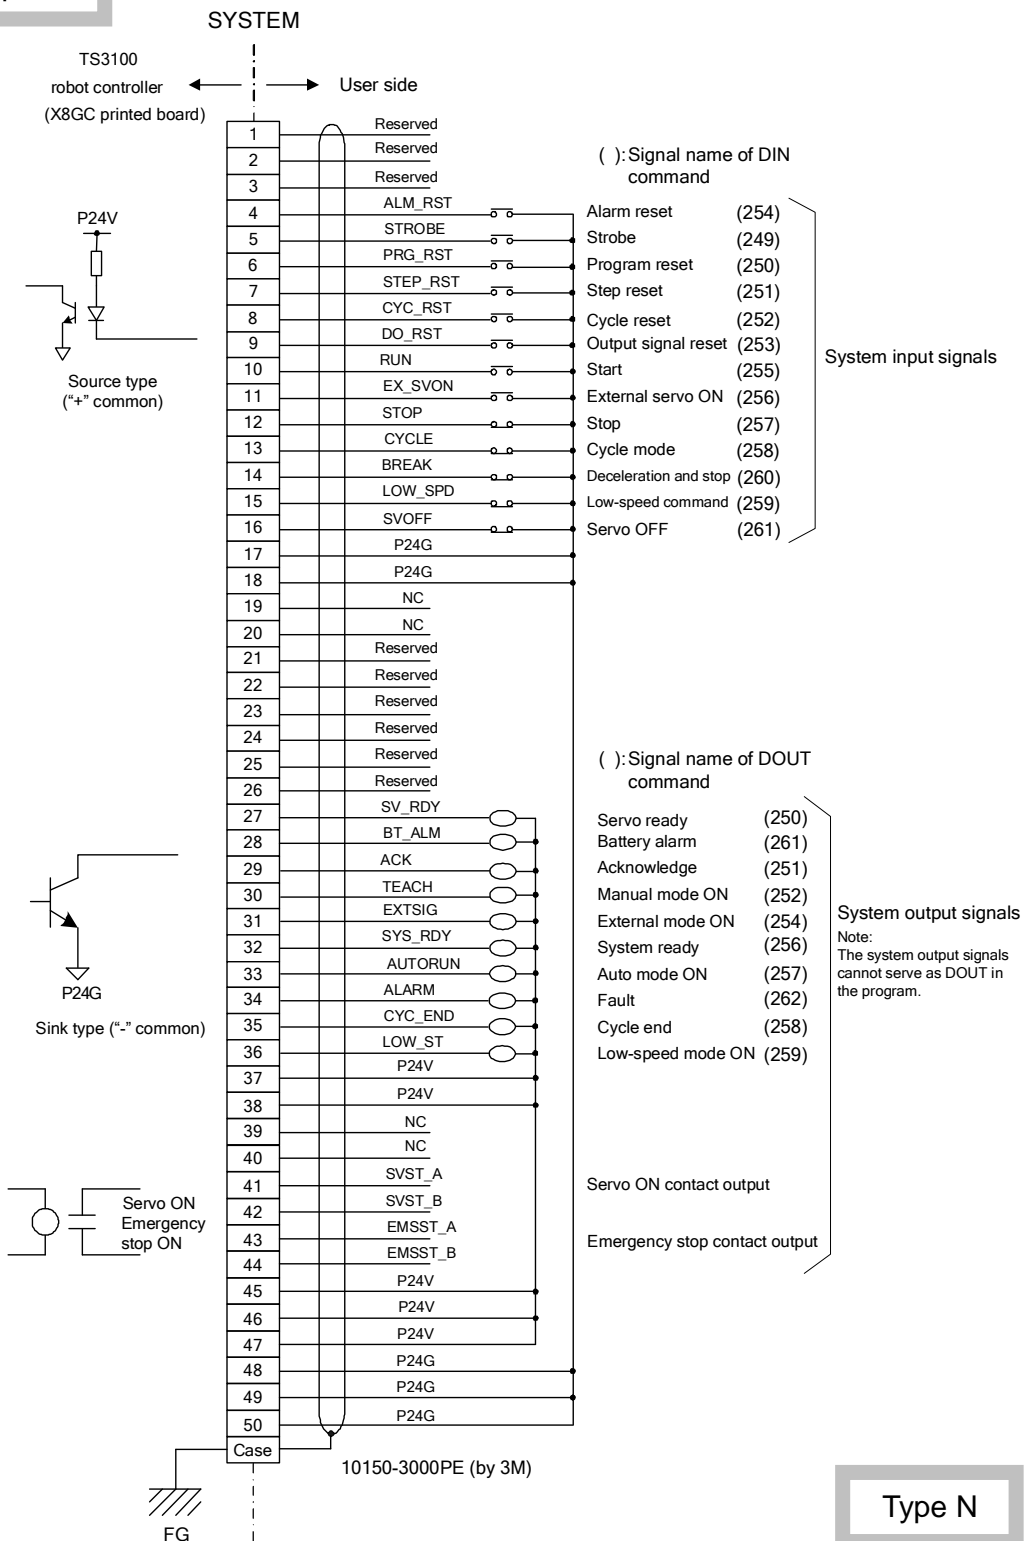 SYSTEM
TS3100
robot controller
(X8GC printed board)
User side
1 Reserved
2 Reserved
3 Reserved
( ):Signal name of DIN
command
4 ALM_RST Alarm reset (254)
5 STROBE Strobe (249)
6 PRG_RST Program reset (250)
7 STEP_RST Step reset (251)
8 CYC_RST Cycle reset (252)
9 DO_RST Output signal reset (253)
10 RUN Start (255)
11 EX_SVON External servo ON (256)
12 STOP Stop (257)
13 CYCLE Cycle mode (258)
14 BREAK Deceleration and stop (260)
15 LOW_SPD Low-speed command (259)
16 SVOFF Servo OFF (261)
System input signals
P24V
Source type
("+" common)
17 P24G
18 P24G
19 NC
20 NC
21 Reserved
22 Reserved
23 Reserved
24 Reserved
25 Reserved
26 Reserved
( ):Signal name of DOUT
command
27 SV_RDY Servo ready (250)
28 BT_ALM Battery alarm (261)
29 ACK Acknowledge (251)
30 TEACH Manual mode ON (252)
31 EXTSIG External mode ON (254)
32 SYS_RDY System ready (256)
33 AUTORUN Auto mode ON (257)
34 ALARM Fault (262)
35 CYC_END Cycle end (258)
36 LOW_ST Low-speed mode ON (259)
System output signals
Note:
The system output signals
cannot serve as DOUT in
the program.
P24G
Sink type ("-" common)
37 P24V
38 P24V
39 NC
40 NC
41 SVST_A Servo ON contact output
42 SVST_B
43 EMSST_A Emergency stop contact output
44 EMSST_B
Servo ON
Emergency
stop ON
45 P24V
46 P24V
47 P24V
48 P24G
49 P24G
50 P24G
Case
10150-3000PE (by 3M)
FG
Type N